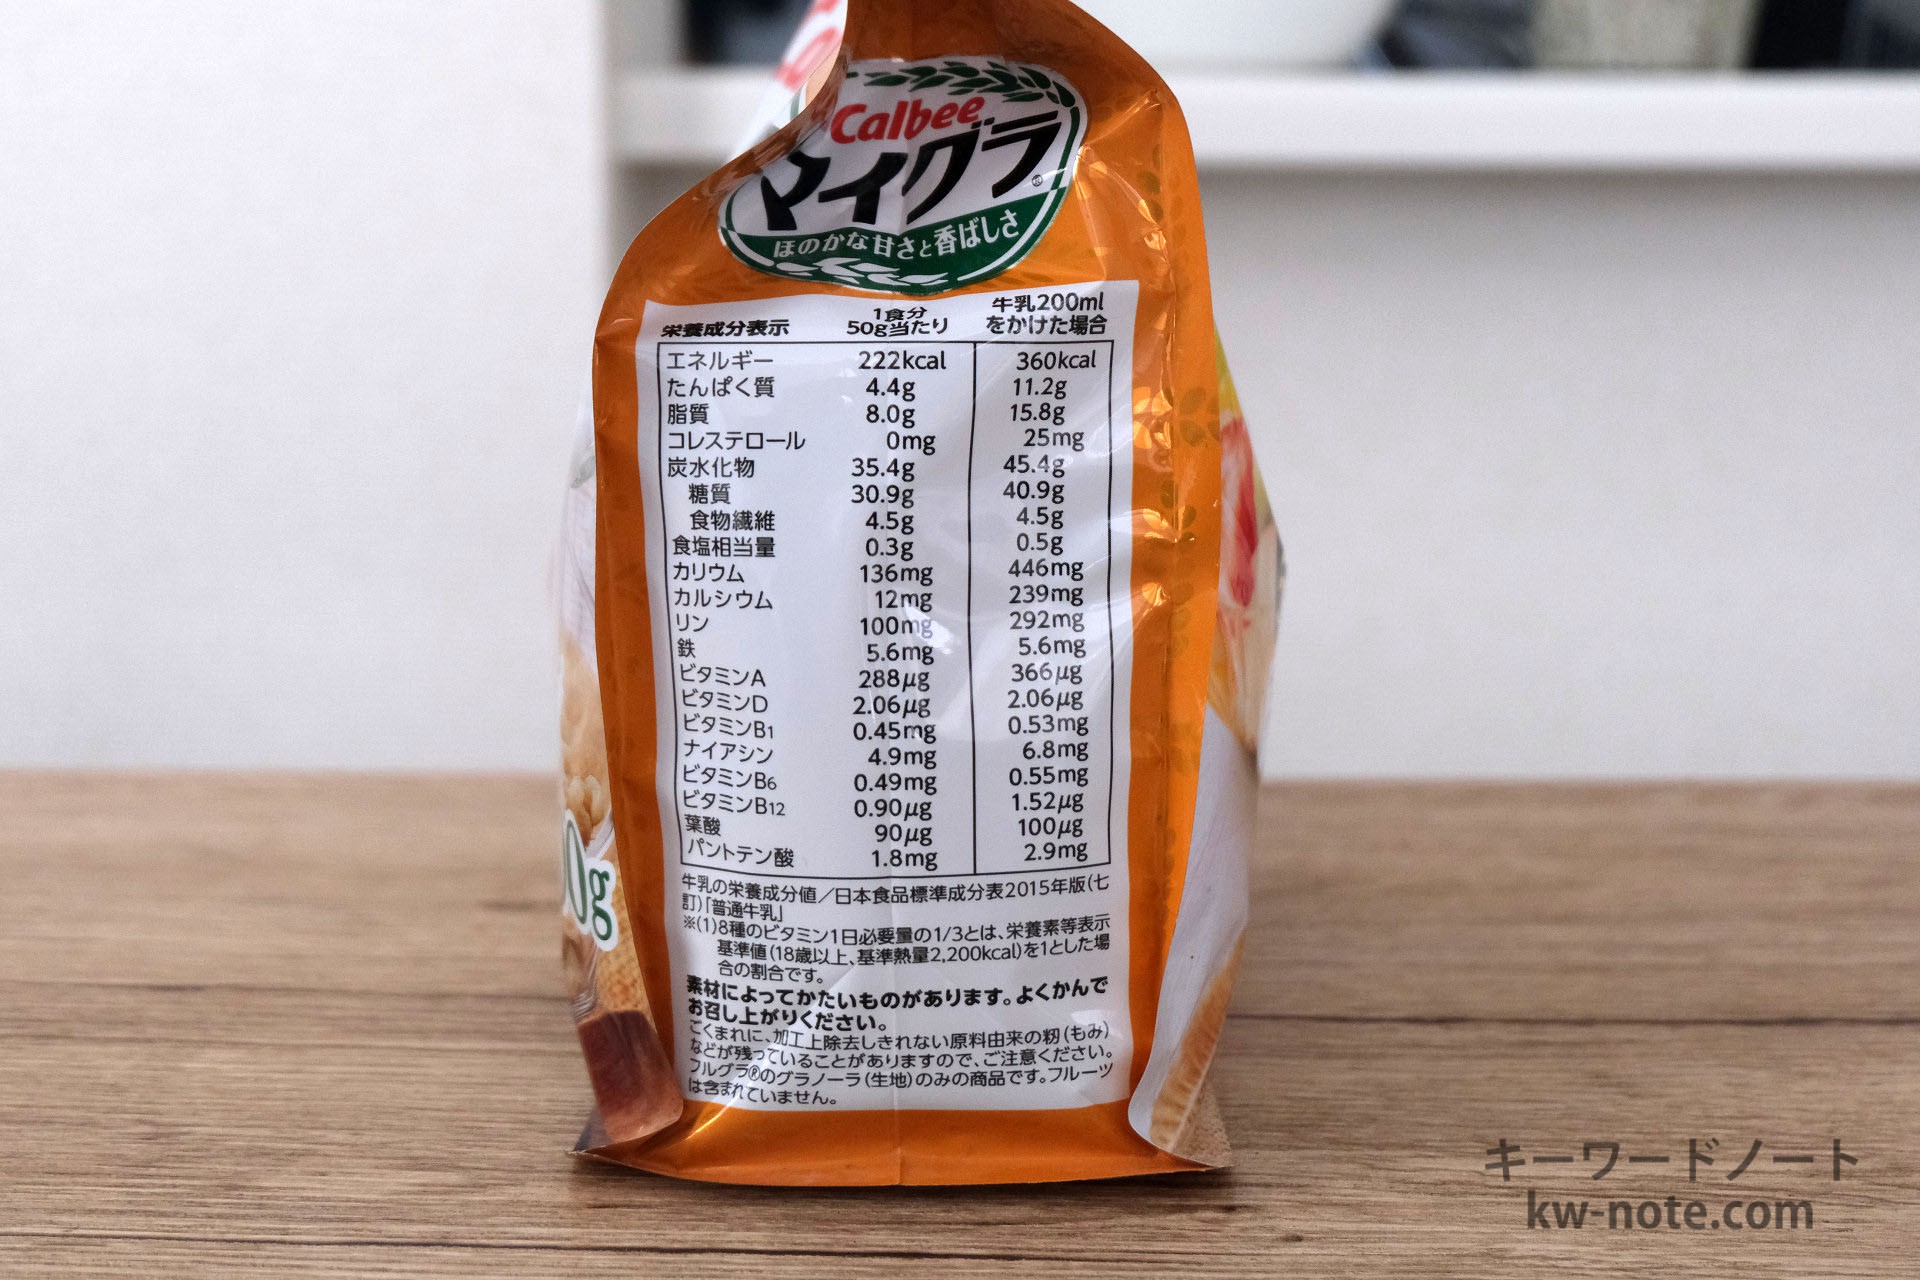 Calbee
マイグラ®
ほのかな甘さと香ばしさ
栄養成分表示 1食分 50g当たり 牛乳200ml をかけた場合
エネルギー 222kcal 360kcal
たんぱく質 4.4g 11.2g
脂質 8.0g 15.8g
コレステロール 0mg 25mg
炭水化物 35.4g 45.4g
糖質 30.9g 40.9g
食物繊維 4.5g 4.5g
食塩相当量 0.3g 0.5g
カリウム 136mg 446mg
カルシウム 12mg 239mg
リン 100mg 292mg
鉄 5.6mg 5.6mg
ビタミンA 288μg 366μg
ビタミンD 2.06μg 2.06μg
ビタミンB1 0.45mg 0.53mg
ナイアシン 4.9mg 6.8mg
ビタミンB6 0.49mg 0.55mg
ビタミンB12 0.90μg 1.52μg
葉酸 90μg 100μg
パントテン酸 1.8mg 2.9mg
牛乳の栄養成分値／日本食品標準成分表2015年版(七
訂)｢普通牛乳｣
※(1)8種のビタミン1日必要量の1/3とは、栄養素等表示
基準値(18歳以上、基準熱量2,200kcal)を1とした場
合の割合です。
素材によってかたいものがあります。よくかんで
お召し上がりください。
ごくまれに、加工上除去しきれない原料由来の籾(もみ)
などが残っていることがありますので、ご注意ください。
フルグラ®のグラノーラ(生地)のみの商品です。フルーツ
は含まれていません。
0g
キーワードノート
kw-note.com